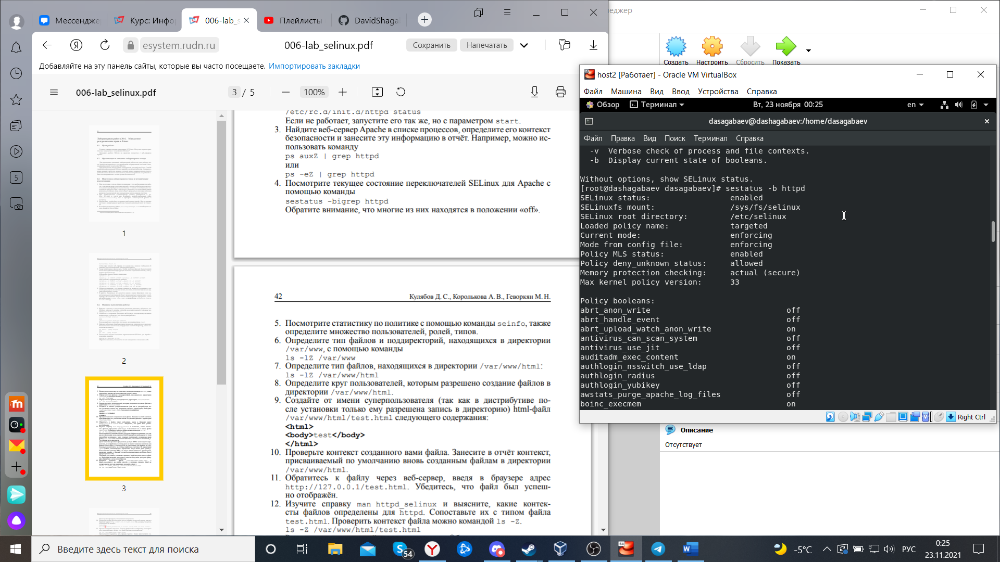 Мессендже
Курс: Инфо
006-lab_s
Плейлисты
DavidShaga
esystem.rudn.ru
006-lab_selinux.pdf
Сохранить
Напечатать
Добавляйте на эту панель сайты, которые вы часто посещаете. Импортировать закладки
006-lab_selinux.pdf
3 / 5
100%
1
2
3
5
/etc/rc.d/init.d/httpd status
Если не работает, запустите его так же, но с параметром start.
3. Найдите веб-сервер Apache в списке процессов, определите его контекст
безопасности и занесите эту информацию в отчёт. Например, можно ис-
пользовать команду
ps auxZ | grep httpd
или
ps -eZ | grep httpd
4. Посмотрите текущее состояние переключателей SELinux для Apache с
помощью команды
sestatus -bigrep httpd
Обратите внимание, что многие из них находятся в положении «off».
42
Кулябов Д. С., Королькова А. В., Геворкян М. Н.
5. Посмотрите статистику по политике с помощью команды seinfo, также
определите множество пользователей, ролей, типов.
6. Определите тип файлов и поддиректорий, находящихся в директории
/var/www, с помощью команды
ls -lZ /var/www
7. Определите тип файлов, находящихся в директории /var/www/html:
ls -lZ /var/www/html
8. Определите круг пользователей, которым разрешено создание файлов в
директории /var/www/html.
9. Создайте от имени суперпользователя (так как в дистрибутиве по-
сле установки только ему разрешена запись в директорию) html-файл
/var/www/html/test.html следующего содержания:
<html>
<body>test</body>
</html>
10. Проверьте контекст созданного вами файла. Занесите в отчёт контекст,
присваиваемый по умолчанию вновь созданным файлам в директории
/var/www/html.
11. Обратитесь к файлу через веб-сервер, введя в браузере адрес
http://127.0.0.1/test.html. Убедитесь, что файл был успеш-
но отображён.
12. Изучите справку man httpd_selinux и выясните, какие контек-
сты файлов определены для httpd. Сопоставьте их с типом файла
test.html. Проверить контекст файла можно командой ls -Z.
ls -Z /var/www/html/test.html
еджер
Создать
Настроить
Сбросить
Показать
host2 [Работает] - Oracle VM VirtualBox
Файл Машина Вид Ввод Устройства Справка
Обзор
Терминал
Вт, 23 ноября 00:25
en
dasagabaev@dashagabaev:/home/dasagabaev
Файл Правка Вид Поиск Терминал Справка
-v Verbose check of process and file contexts.
-b Display current state of booleans.
Without options, show SELinux status.
[root@dashagabaev dasagabaev]# sestatus -b httpd
SELinux status: enabled
SELinuxfs mount: /sys/fs/selinux
SELinux root directory: /etc/selinux
Loaded policy name: targeted
Current mode: enforcing
Mode from config file: enforcing
Policy MLS status: enabled
Policy deny_unknown status: allowed
Memory protection checking: actual (secure)
Max kernel policy version: 33
Policy booleans:
abrt_anon_write off
abrt_handle_event off
abrt_upload_watch_anon_write on
antivirus_can_scan_system off
antivirus_use_jit off
auditadm_exec_content on
authlogin_nsswitch_use_ldap off
authlogin_radius off
authlogin_yubikey off
awstats_purge_apache_log_files off
boinc_execmem on
Right Ctrl
Описание
Отсутствует
Введите здесь текст для поиска
54
-5°C
РУС
0:25
23.11.2021